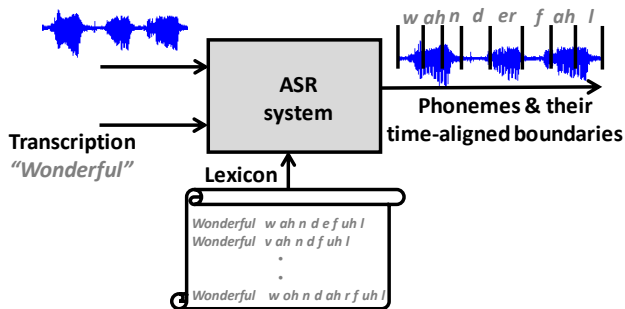 w ah n d er f ah l
ASR
system
Phonemes & their
time-aligned boundaries
Transcription
“Wonderful”
Lexicon
Wonderful w ah n d e f uh l
Wonderful v ah n d f uh l
.
.
Wonderful w oh n d ah r f uh l